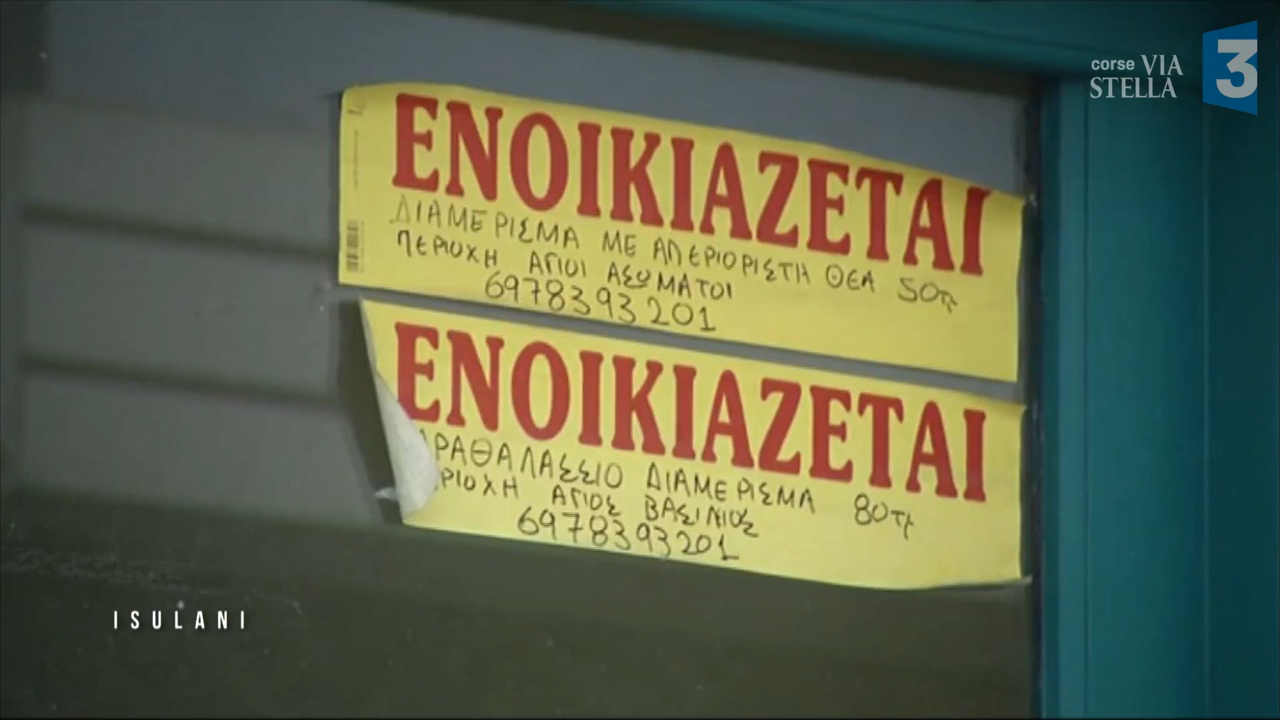 corse VIA
STELLA
3
ΕΝΟΙΚΙΑΖΕΤΑΙ
ΔΙΑΜΕΡΙΣΜΑ ΜΕ ΑΠΕΡΙΟΡΙΣΤΗ ΘΕΑ 50τμ
ΠΕΡΙΟΧΗ ΑΓΙΟΙ ΑΣΩΜΑΤΟΙ
6978393201
ΕΝΟΙΚΙΑΖΕΤΑΙ
ΑΡΑΘΑΛΑΣΣΙΟ ΔΙΑΜΕΡΙΣΜΑ 80τμ
ΕΡΙΟΧΗ ΑΓΙΟΣ ΒΑΣΙΛΙΟΣ
6978393201
ISULANI